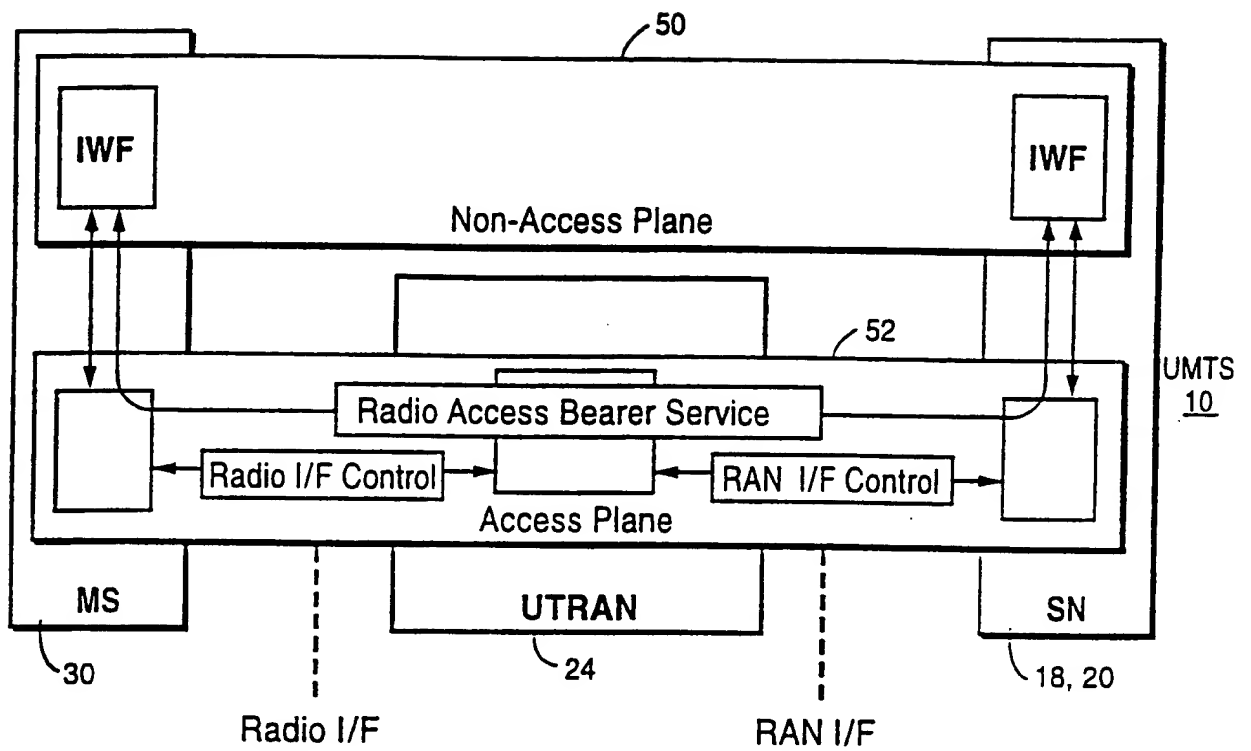 50
IWF
IWF
Non-Access Plane
52
UMTS
10
Radio Access Bearer Service
Radio I/F Control
RAN I/F Control
Access Plane
MS
UTRAN
SN
30
24
18, 20
Radio I/F
RAN I/F